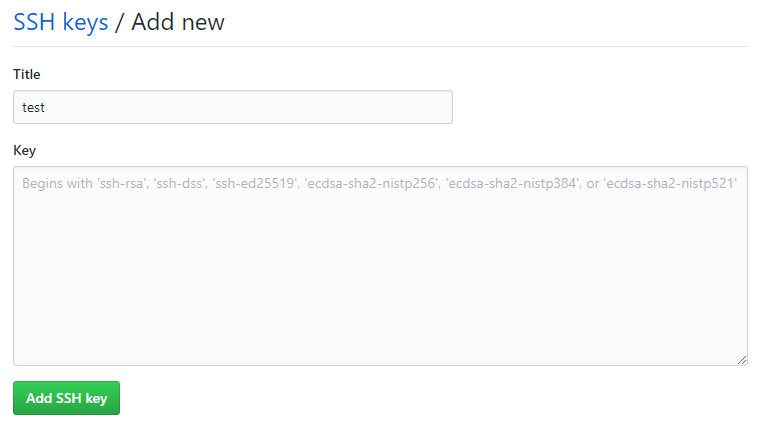 SSH keys / Add new
Title
test
Key
Begins with 'ssh-rsa', 'ssh-dss', 'ssh-ed25519', 'ecdsa-sha2-nistp256', 'ecdsa-sha2-nistp384', or 'ecdsa-sha2-nistp521'
Add SSH key